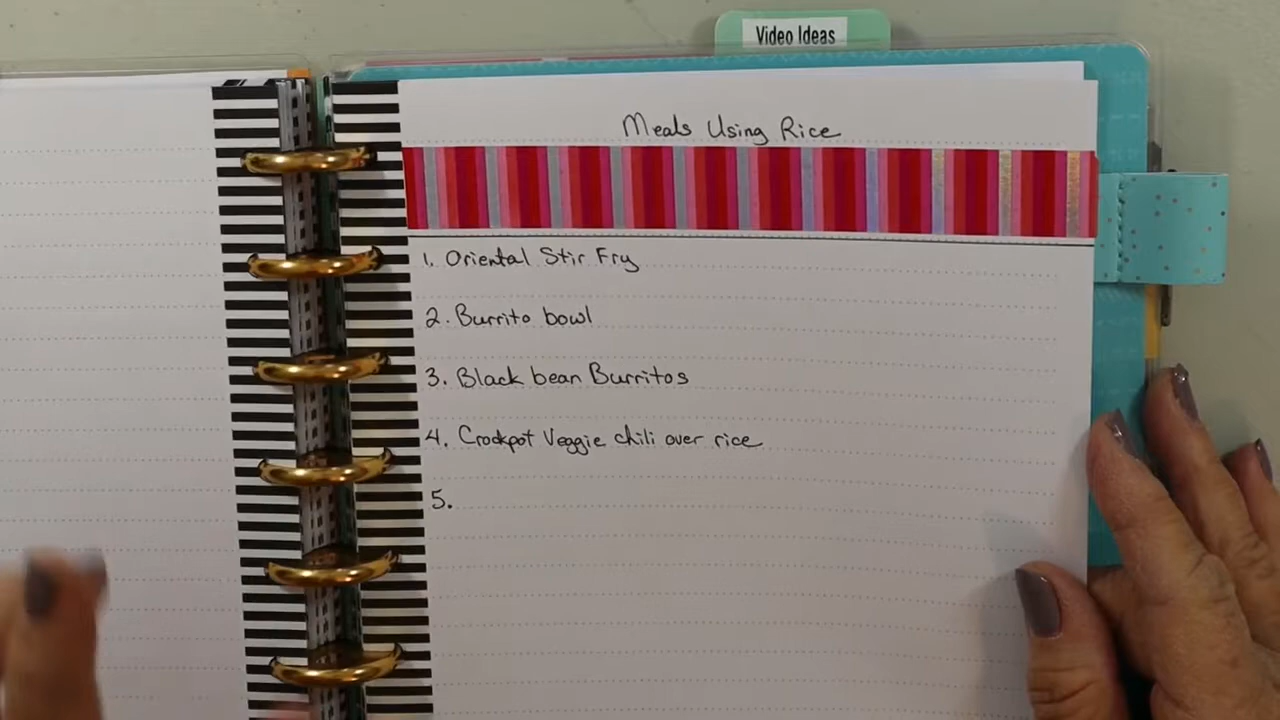 Video Ideas
Meals Using Rice
1. Oriental Stir Fry
2. Burrito bowl
3. Black bean Burritos
4. Crockpot Veggie chili over rice
5.